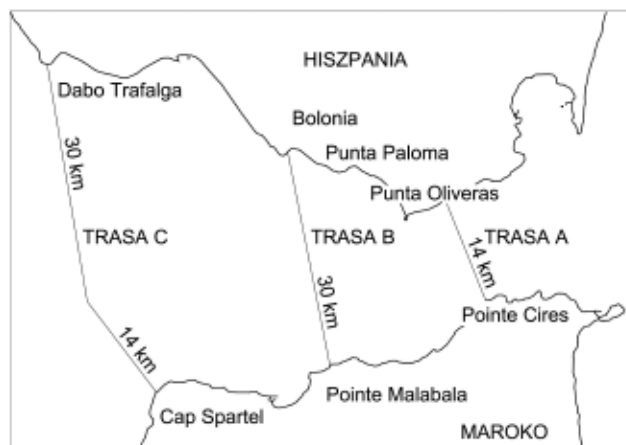 HISZPANIA
Dabo Trafalga
Bolonia
Punta Paloma
Punta Oliveras
30 km
TRASA C
TRASA B
TRASA A
14 km
30 km
Pointe Cires
14 km
Pointe Malabala
Cap Spartel
MAROKO